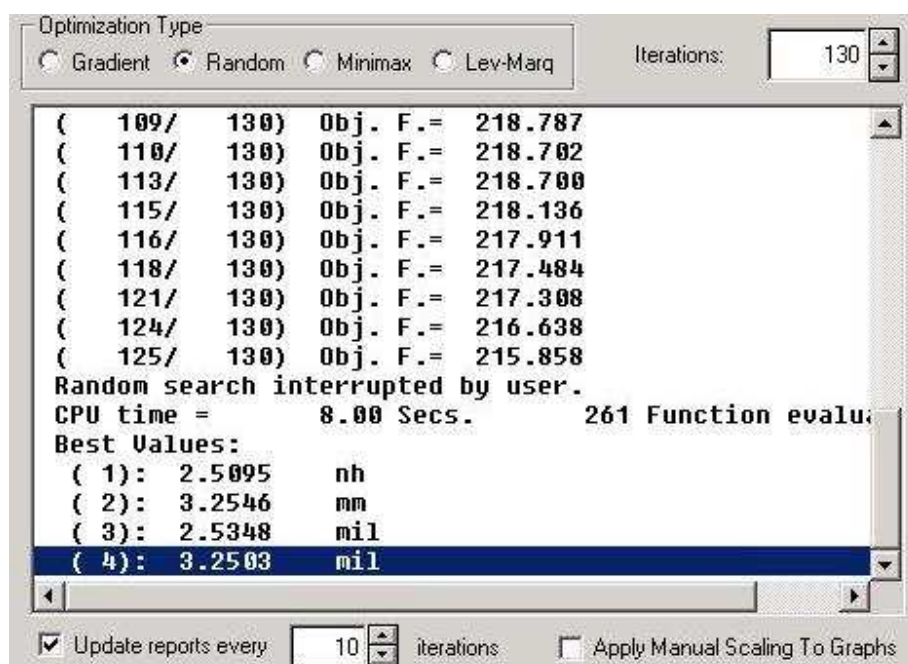 Optimization Type
Gradient Random Minimax Lev-Marq Iterations: 130
( 109/ 130) Obj. F.= 218.787
( 110/ 130) Obj. F.= 218.702
( 113/ 130) Obj. F.= 218.700
( 115/ 130) Obj. F.= 218.136
( 116/ 130) Obj. F.= 217.911
( 118/ 130) Obj. F.= 217.484
( 121/ 130) Obj. F.= 217.308
( 124/ 130) Obj. F.= 216.638
( 125/ 130) Obj. F.= 215.858
Random search interrupted by user.
CPU time = 8.00 Secs. 261 Function
Best Values:
( 1): 2.5095 nh
( 2): 3.2546 mm
( 3): 2.5348 mil
( 4): 3.2503 mil
Update reports every 10 iterations Apply Manual Scaling To Graphs